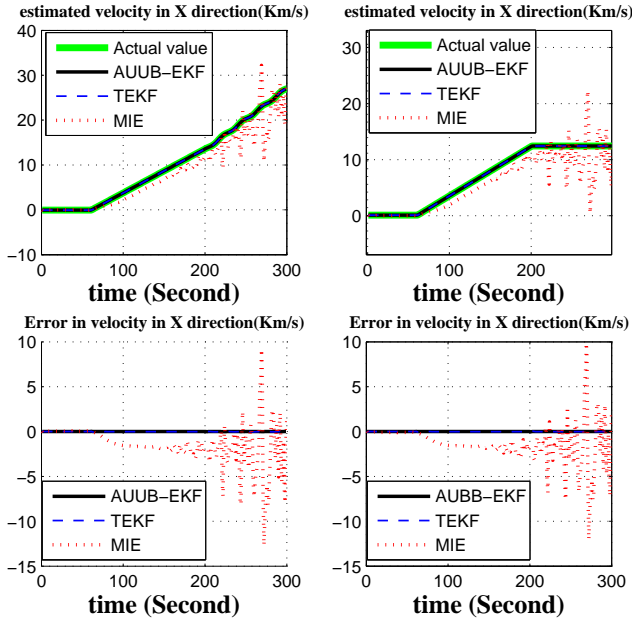 estimated velocity in X direction(Km/s)
40
30
20
10
0
−10
0
100
200
300
time (Second)
Actual value
AUUB−EKF
TEKF
MIE
estimated velocity in X direction(Km/s)
30
20
10
0
0
100
200
time (Second)
Actual value
AUUB−EKF
TEKF
MIE
Error in velocity in X direction(Km/s)
10
5
0
−5
−10
−15
0
100
200
300
time (Second)
AUUB−EKF
TEKF
MIE
Error in velocity in X direction(Km/s)
10
5
0
−5
−10
−15
0
100
200
300
time (Second)
AUBB−EKF
TEKF
MIE